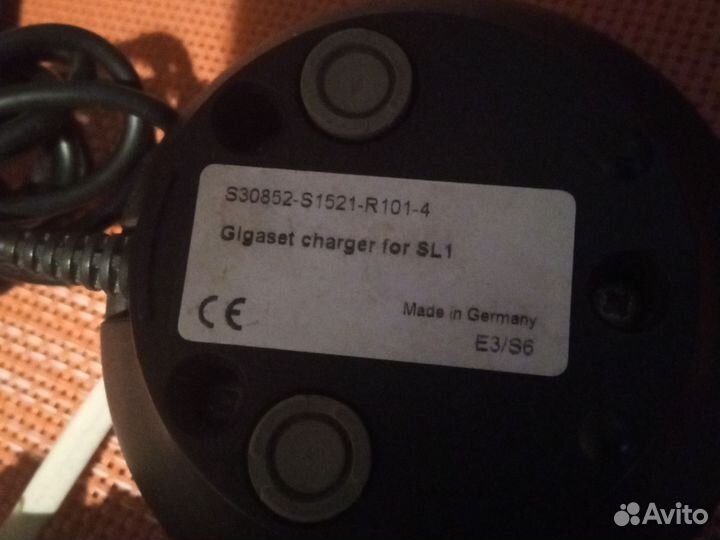 S30852-S1521-R101-4
Gigaset charger for SL1
CE
Made in Germany
E3/S6
Avito